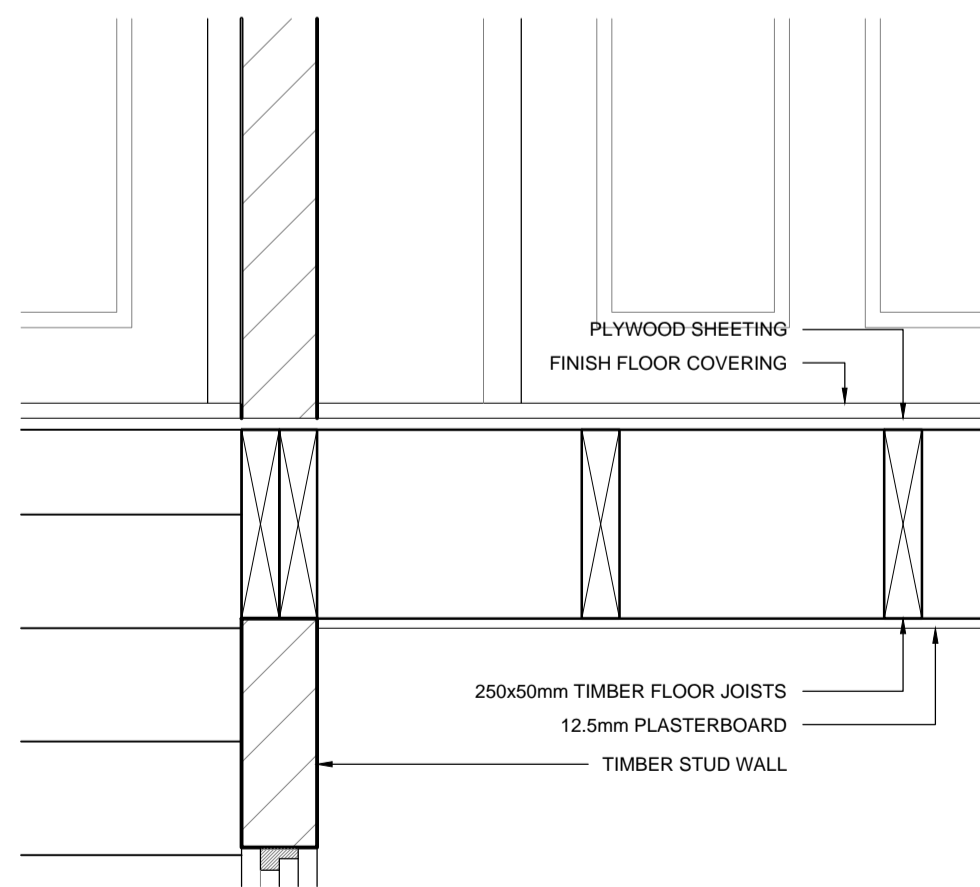 PLYWOOD SHEETING
FINISH FLOOR COVERING
250x50mm TIMBER FLOOR JOISTS
12.5mm PLASTERBOARD
TIMBER STUD WALL